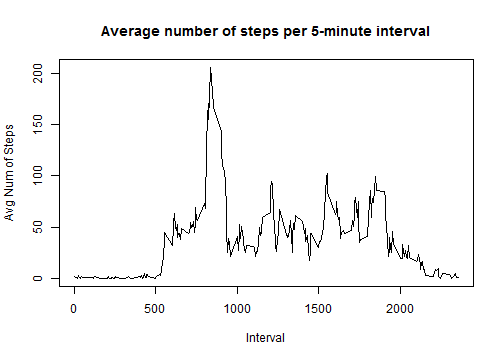 Average number of steps per 5-minute interval
Avg Num of Steps
200
150
100
50
0
0 500 1000 1500 2000
Interval